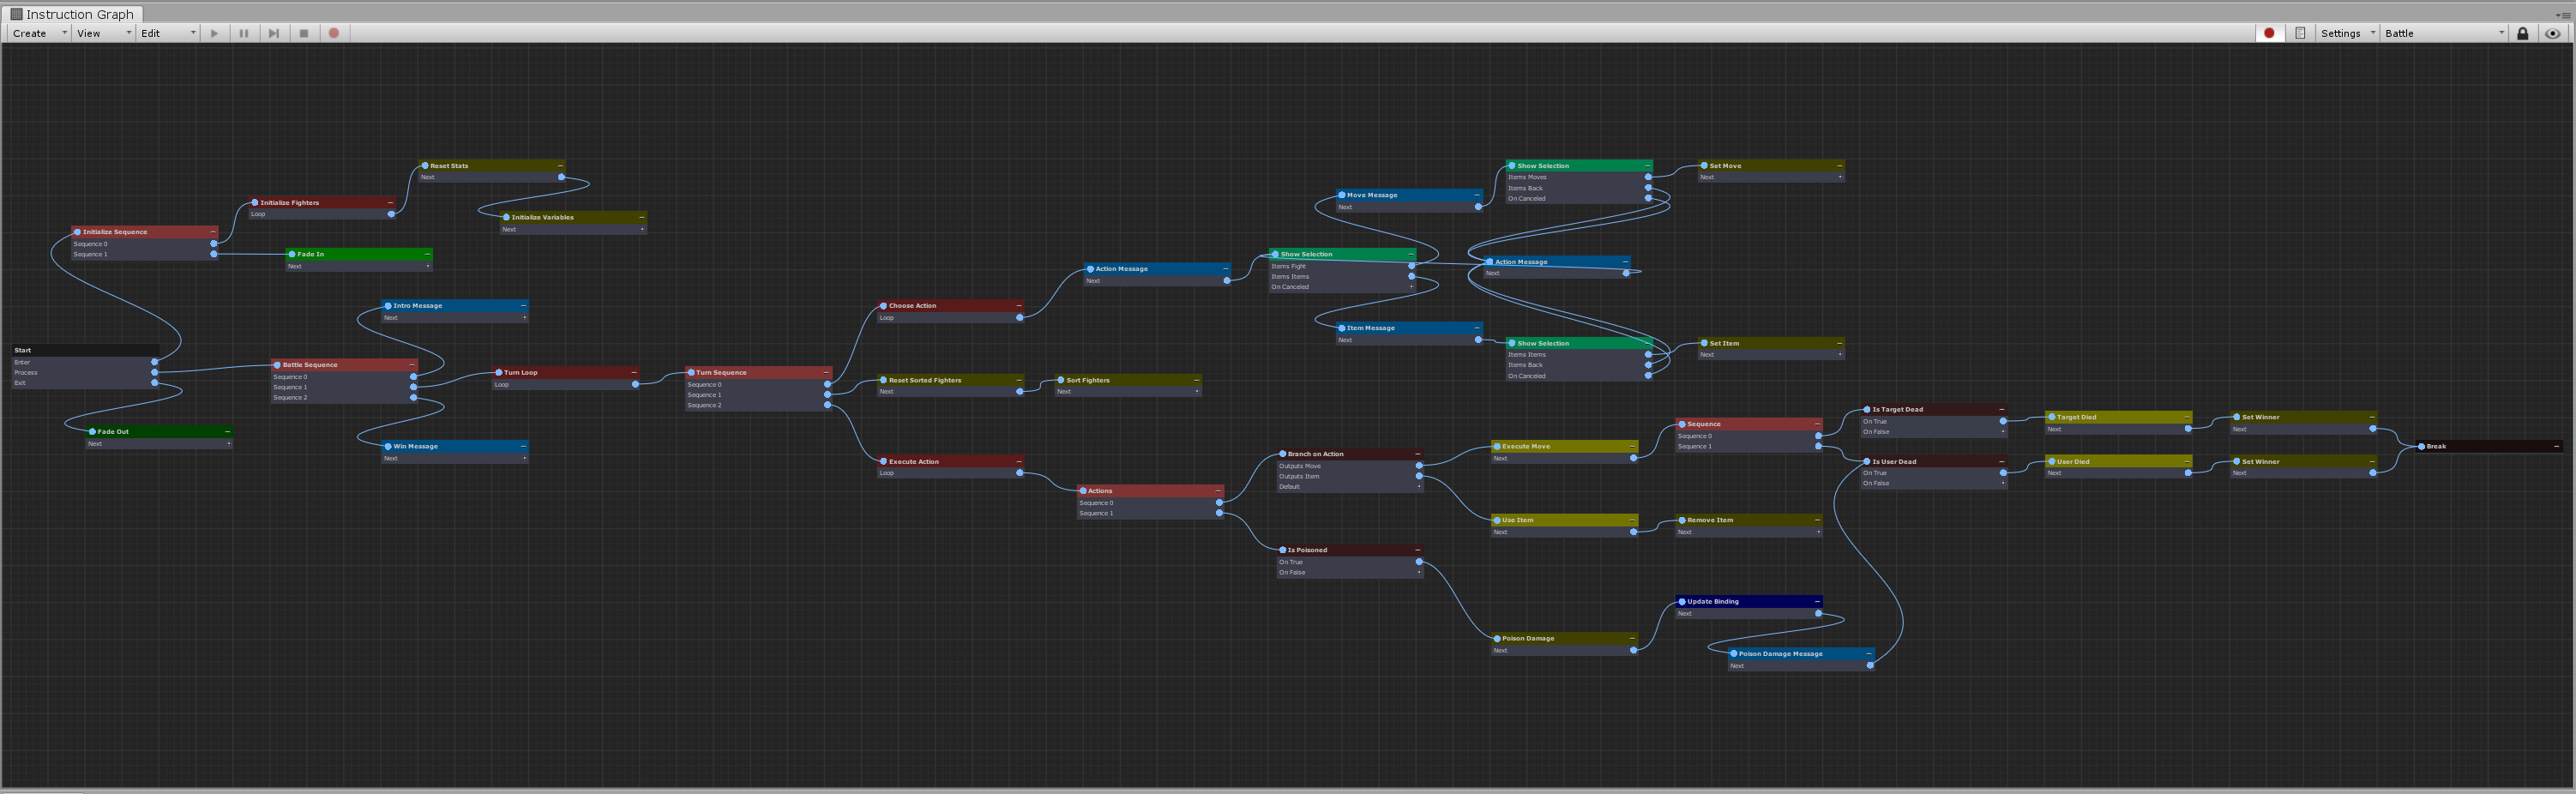 Instruction Graph
Create View Edit Settings Battle
Reset Stats
Next
Initialize Fighters
Loop
Initialize Variables
Next
Initialize Sequence
Sequence 0
Sequence 1
Fade In
Next
Intro Message
Next
Start
Enter
Process
Exit
Battle Sequence
Sequence 0
Sequence 1
Sequence 2
Turn Loop
Loop
Fade Out
Next
Win Message
Next
Turn Sequence
Sequence 0
Sequence 1
Sequence 2
Choose Action
Loop
Reset Sorted Fighters
Next
Sort Fighters
Next
Execute Action
Loop
Action Message
Next
Show Selection
Items Fight
Items Items
On Canceled
Move Message
Next
Show Selection
Items Moves
Items Back
On Canceled
Set Move
Next
Action Message
Next
Item Message
Next
Show Selection
Items Items
Items Back
On Canceled
Set Item
Next
Actions
Sequence 0
Sequence 1
Branch on Action
Outputs Move
Outputs Item
Default
Is Poisoned
On True
On False
Execute Move
Next
Sequence
Sequence 0
Sequence 1
Use Item
Next
Remove Item
Next
Is Target Dead
On True
On False
Target Died
Next
Set Winner
Next
Is User Dead
On True
On False
User Died
Next
Set Winner
Next
Break
Poison Damage
Next
Update Binding
Next
Poison Damage Message
Next